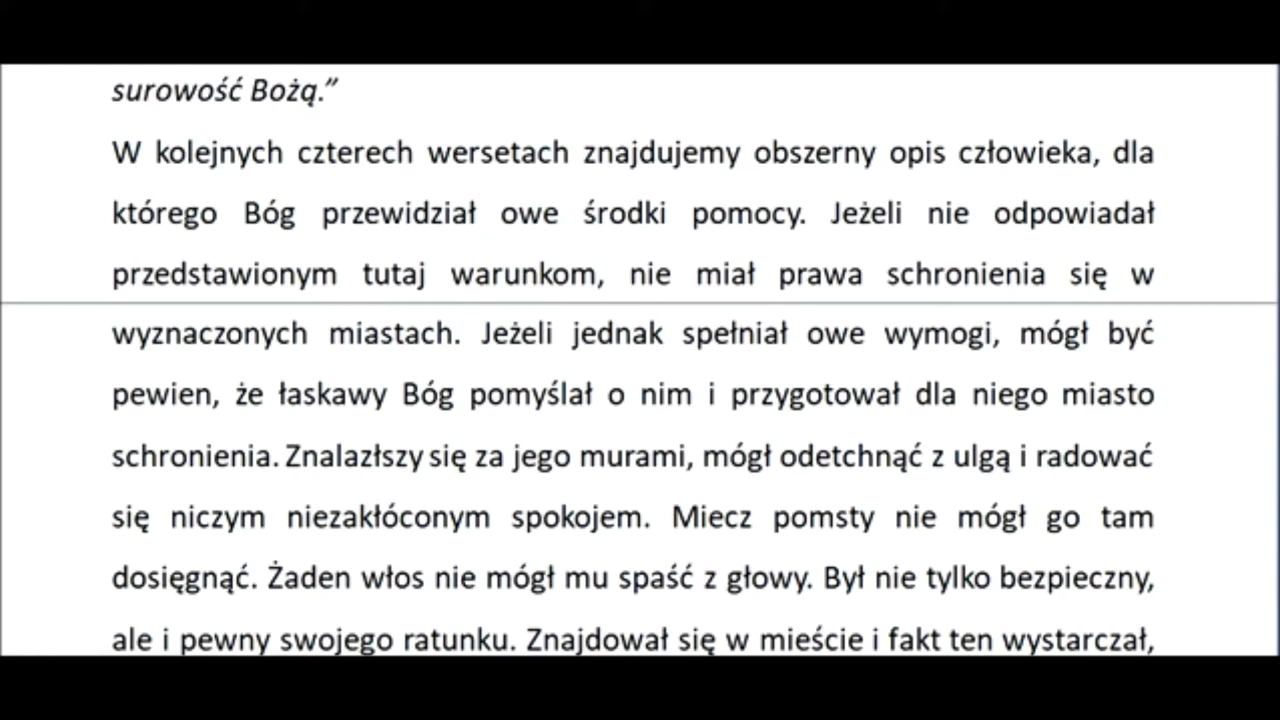 surowość Bożą.”
W kolejnych czterech wersetach znajdujemy obszerny opis człowieka, dla
którego Bóg przewidział owe środki pomocy. Jeżeli nie odpowiadał
przedstawionym tutaj warunkom, nie miał prawa schronienia się w
wyznaczonych miastach. Jeżeli jednak spełniał owe wymogi, mógł być
pewien, że łaskawy Bóg pomyślał o nim i przygotował dla niego miasto
schronienia. Znalazłszy się za jego murami, mógł odetchnąć z ulgą i radować
się niczym niezakłóconym spokojem. Miecz pomsty nie mógł go tam
dosięgnąć. Żaden włos nie mógł mu spaść z głowy. Był nie tylko bezpieczny,
ale i pewny swojego ratunku. Znajdował się w mieście i fakt ten wystarczał,